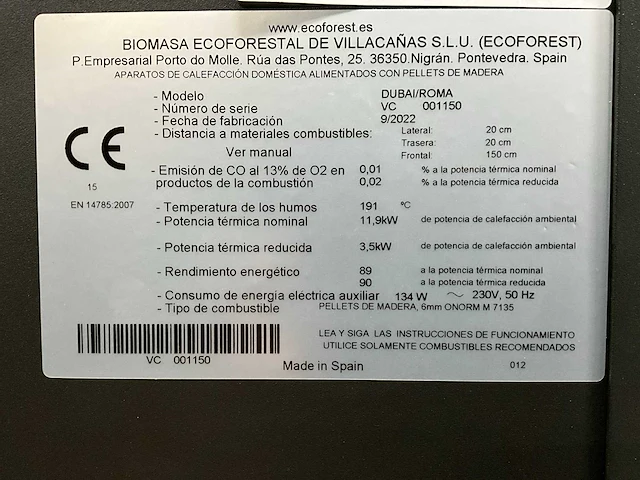 www.ecoforest.es
BIOMASA ECOFORESTAL DE VILLACAÑAS S.L.U. (ECOFOREST)
P.Empresarial Porto do Molle. Rúa das Pontes, 25. 36350.Nigrán. Pontevedra. Spain
APARATOS DE CALEFACCIÓN DOMÉSTICA ALIMENTADOS CON PELLETS DE MADERA
- Modelo DUBAI/ROMA
- Número de serie VC 001150
- Fecha de fabricación 9/2022
- Distancia a materiales combustibles: Lateral: 20 cm
Trasera: 20 cm
Ver manual Frontal: 150 cm
CE
15
EN 14785:2007
- Emisión de CO al 13% de O2 en 0,01 % a la potencia térmica nominal
productos de la combustión 0,02 % a la potencia térmica reducida
- Temperatura de los humos 191 °C
- Potencia térmica nominal 11,9kW de potencia de calefacción ambiental
- Potencia térmica reducida 3,5kW de potencia de calefacción ambiental
- Rendimiento energético 89 a la potencia térmica nominal
90 a la potencia térmica reducida
- Consumo de energía eléctrica auxiliar 134 W ~ 230V, 50 Hz
- Tipo de combustible PELLETS DE MADERA, 6mm ONORM M 7135
LEA Y SIGA LAS INSTRUCCIONES DE FUNCIONAMIENTO
UTILICE SOLAMENTE COMBUSTIBLES RECOMENDADOS
VC 001150
Made in Spain
012